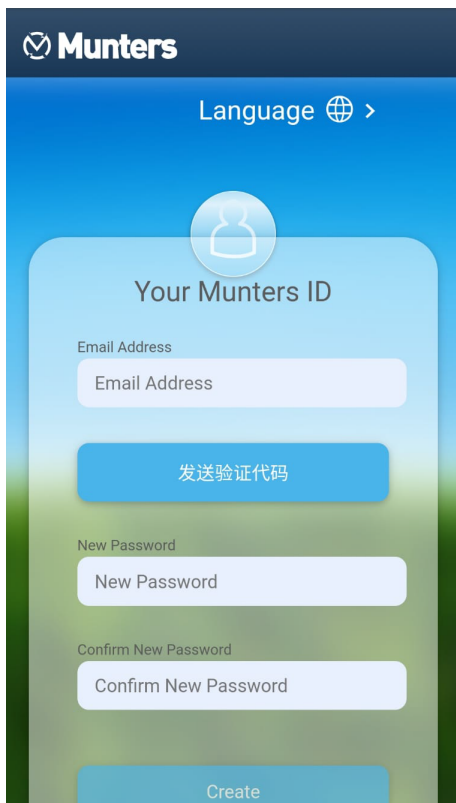 Munters
Language
Your Munters ID
Email Address
Email Address
发送验证代码
New Password
New Password
Confirm New Password
Confirm New Password
Create